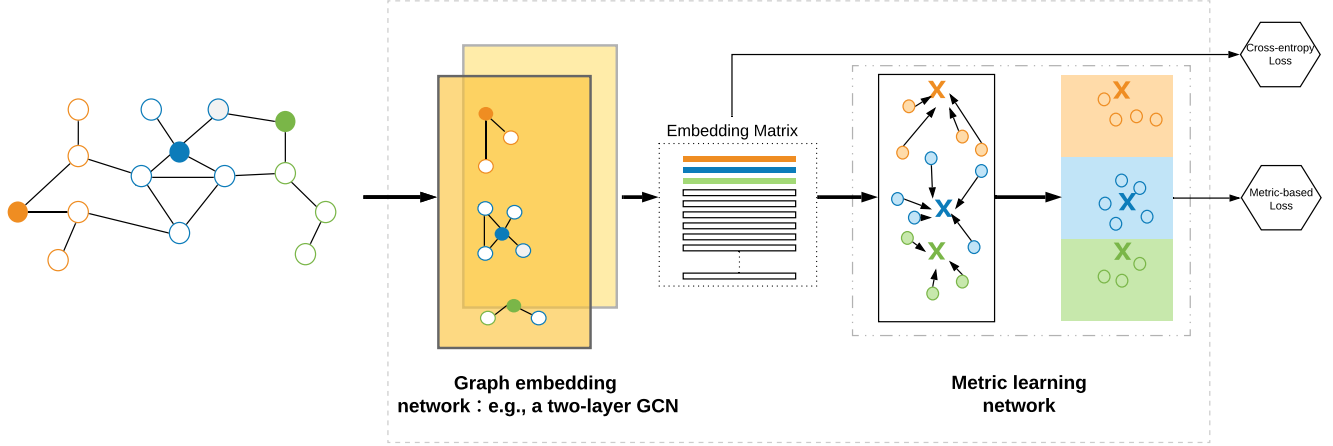 Cross-entropy
Loss
Embedding Matrix
X
X
X
X
X
X
Metric-based
Loss
Graph embedding
network：e.g., a two-layer GCN
Metric learning
network